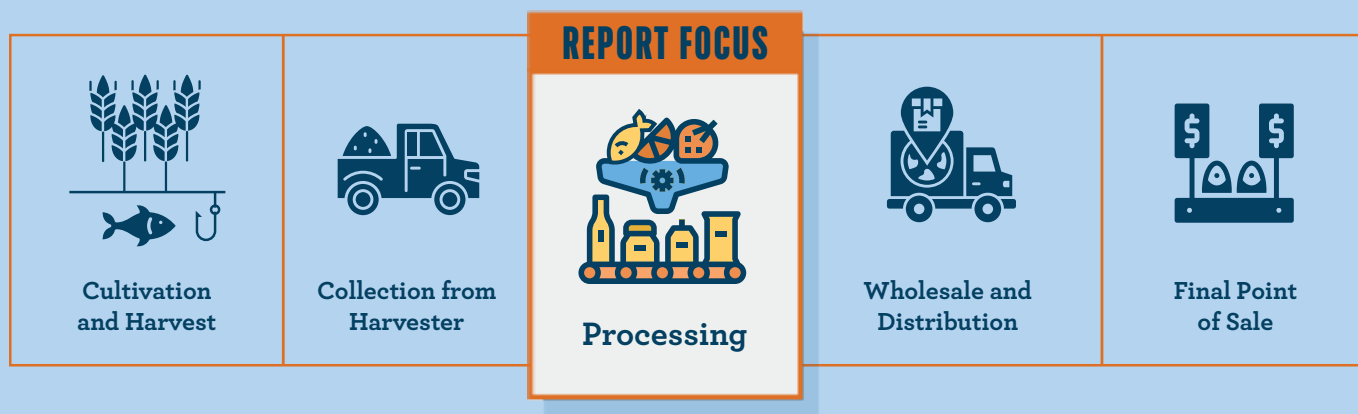 REPORT FOCUS
Cultivation
and Harvest
Collection from
Harvester
Processing
Wholesale and
Distribution
Final Point
of Sale
$
$